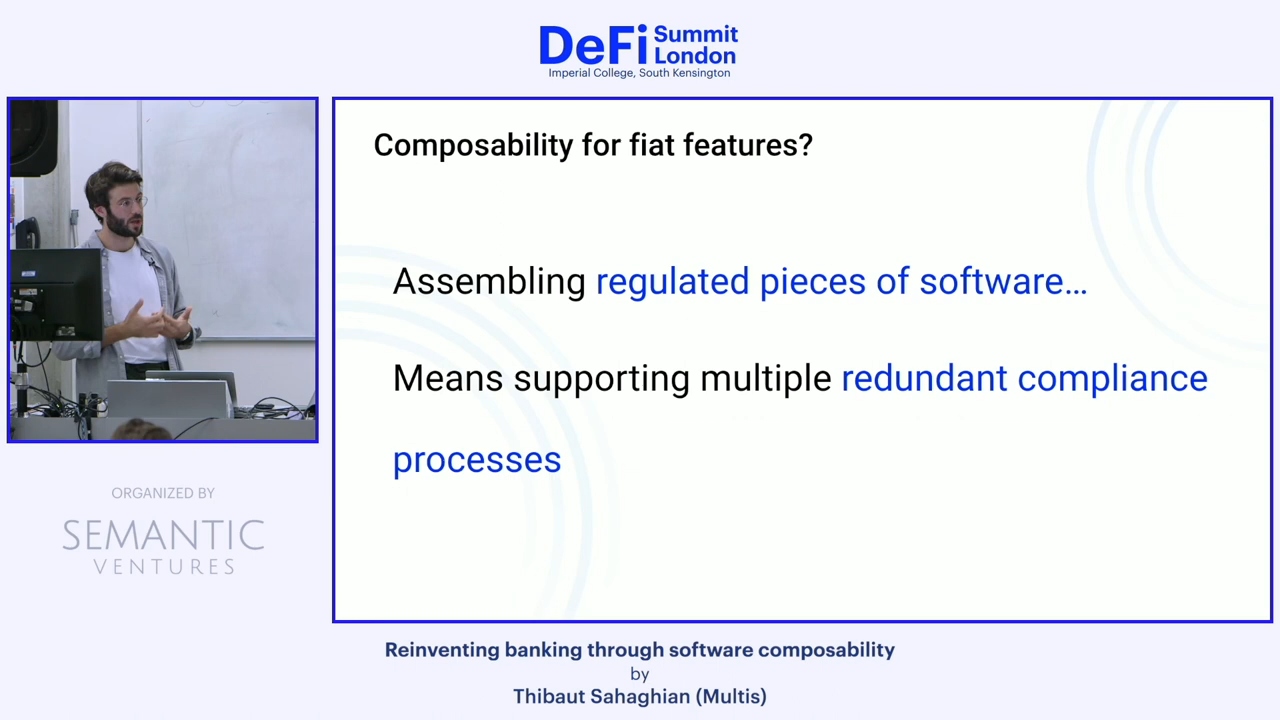 DeFi Summit
London
Imperial College, South Kensington
Composability for fiat features?
Assembling regulated pieces of software…
Means supporting multiple redundant compliance
processes
ORGANIZED BY
SEMANTIC
VENTURES
Reinventing banking through software composability
by
Thibaut Sahaghian (Multis)